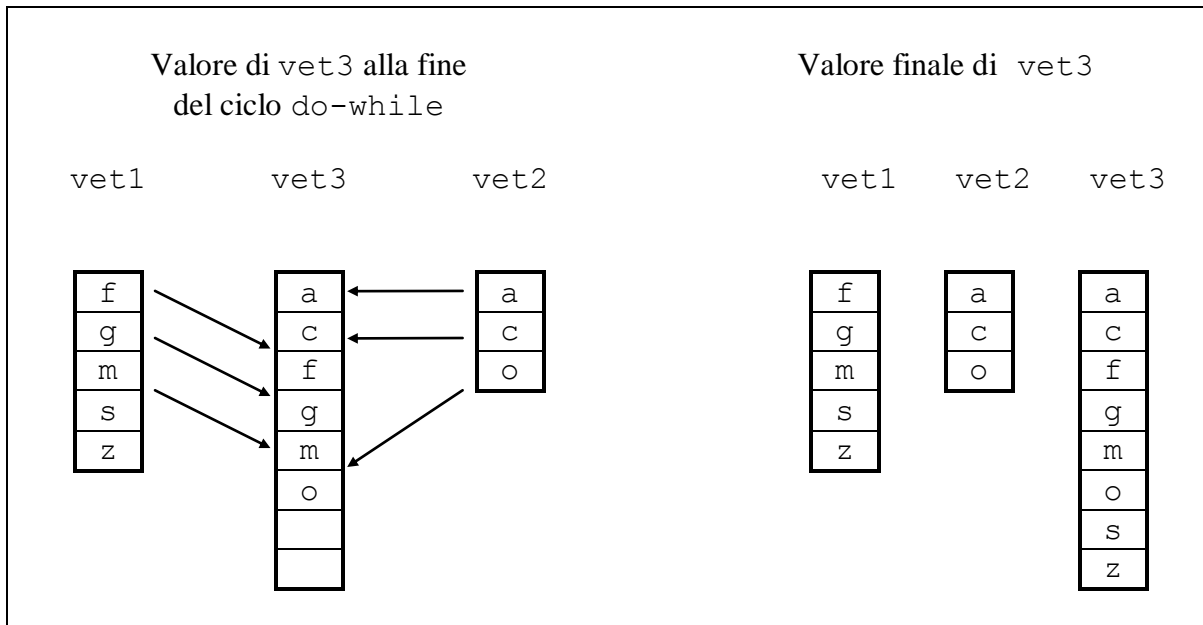 Valore di vet3 alla fine
del ciclo do-while
vet1 vet3 vet2
f a a
g c c
m f o
s g
z m
o
Valore finale di vet3
vet1 vet2 vet3
f a a
g c c
m o f
s g
z m
o
s
z